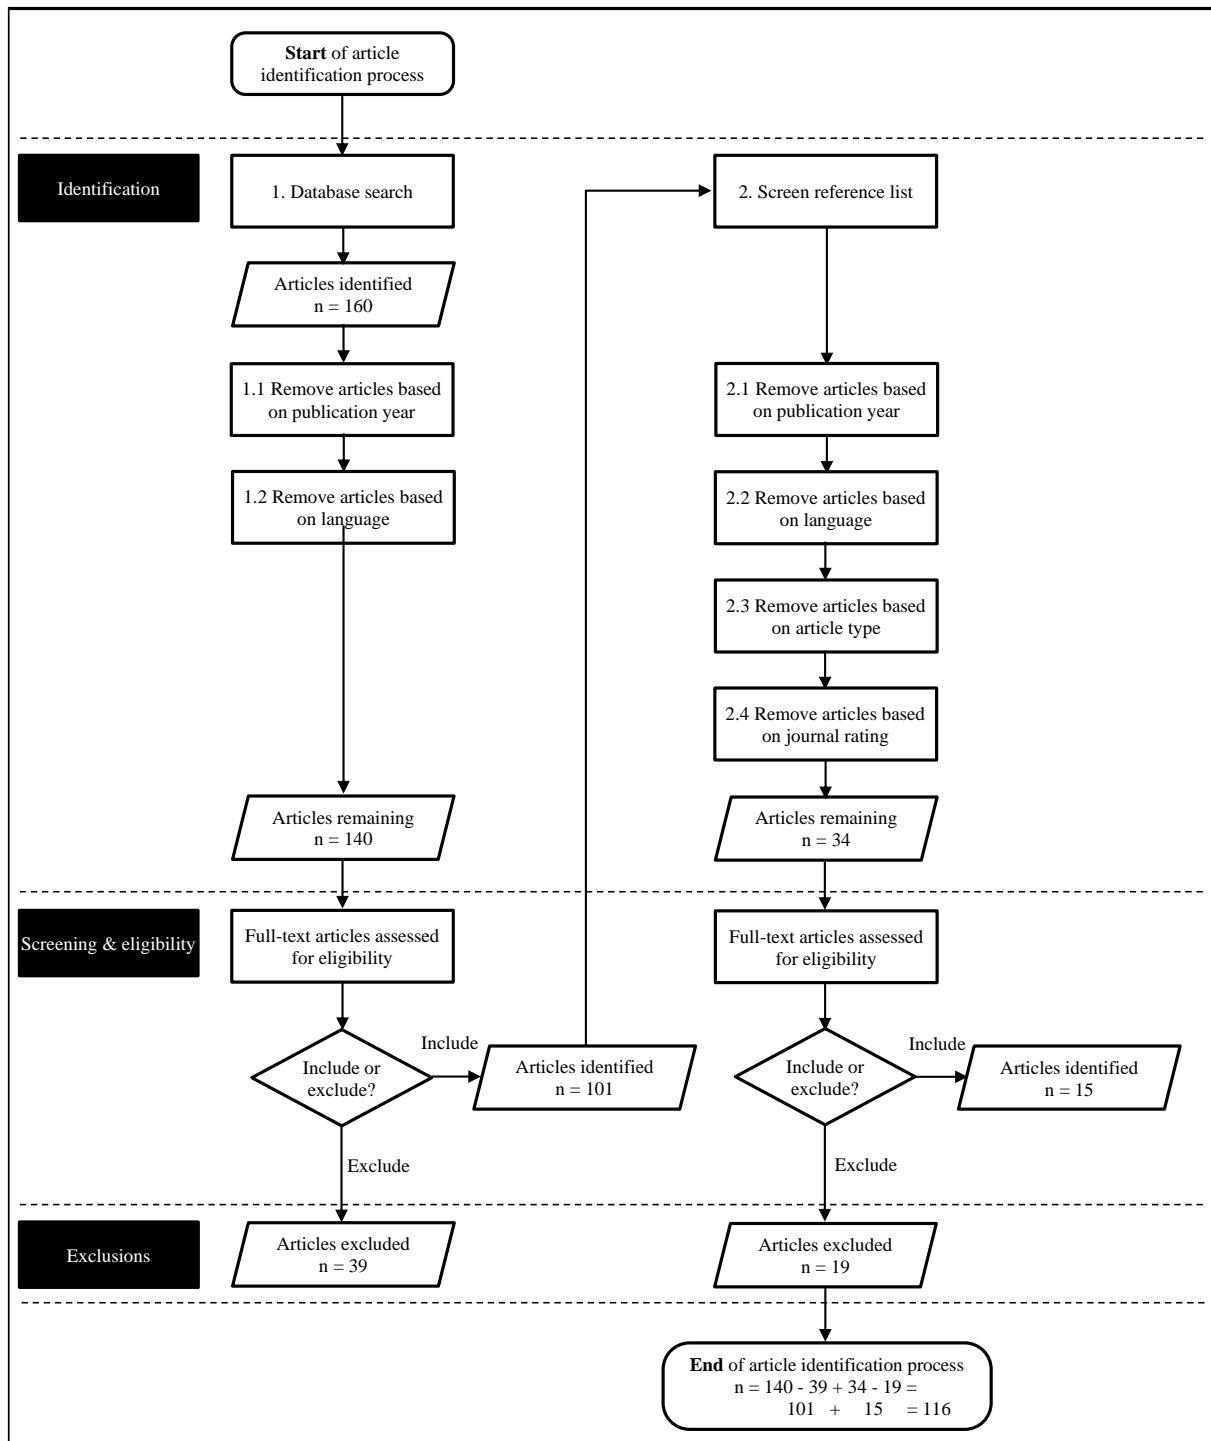 Start of article
identification process
Identification
1. Database search
Articles identified
n = 160
1.1 Remove articles based
on publication year
1.2 Remove articles based
on language
Articles remaining
n = 140
2. Screen reference list
2.1 Remove articles based
on publication year
2.2 Remove articles based
on language
2.3 Remove articles based
on article type
2.4 Remove articles based
on journal rating
Articles remaining
n = 34
Screening & eligibility
Full-text articles assessed
for eligibility
Include or
exclude?
Include
Articles identified
n = 101
Exclude
Full-text articles assessed
for eligibility
Include or
exclude?
Include
Articles identified
n = 15
Exclude
Exclusions
Articles excluded
n = 39
Articles excluded
n = 19
End of article identification process
n = 140 - 39 + 34 - 19 =
101 + 15 = 116